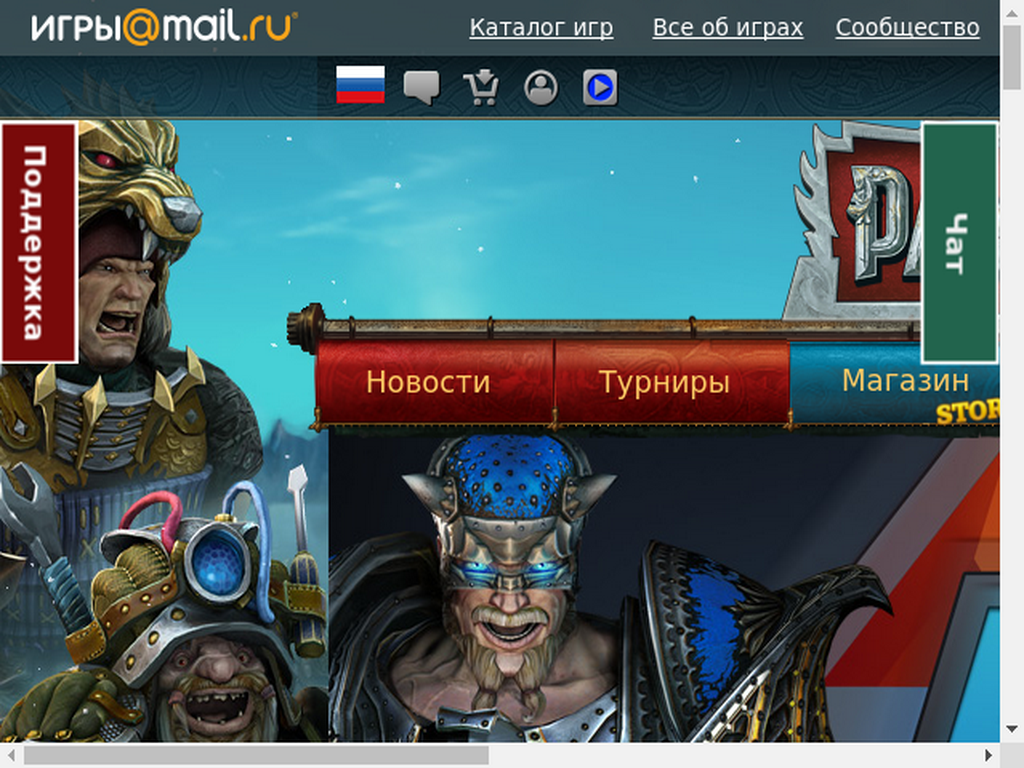 ИГРЫ@mail.ru
Каталог игр
Все об играх
Сообщество
Поддержка
Чат
Новости
Турниры
Магазин